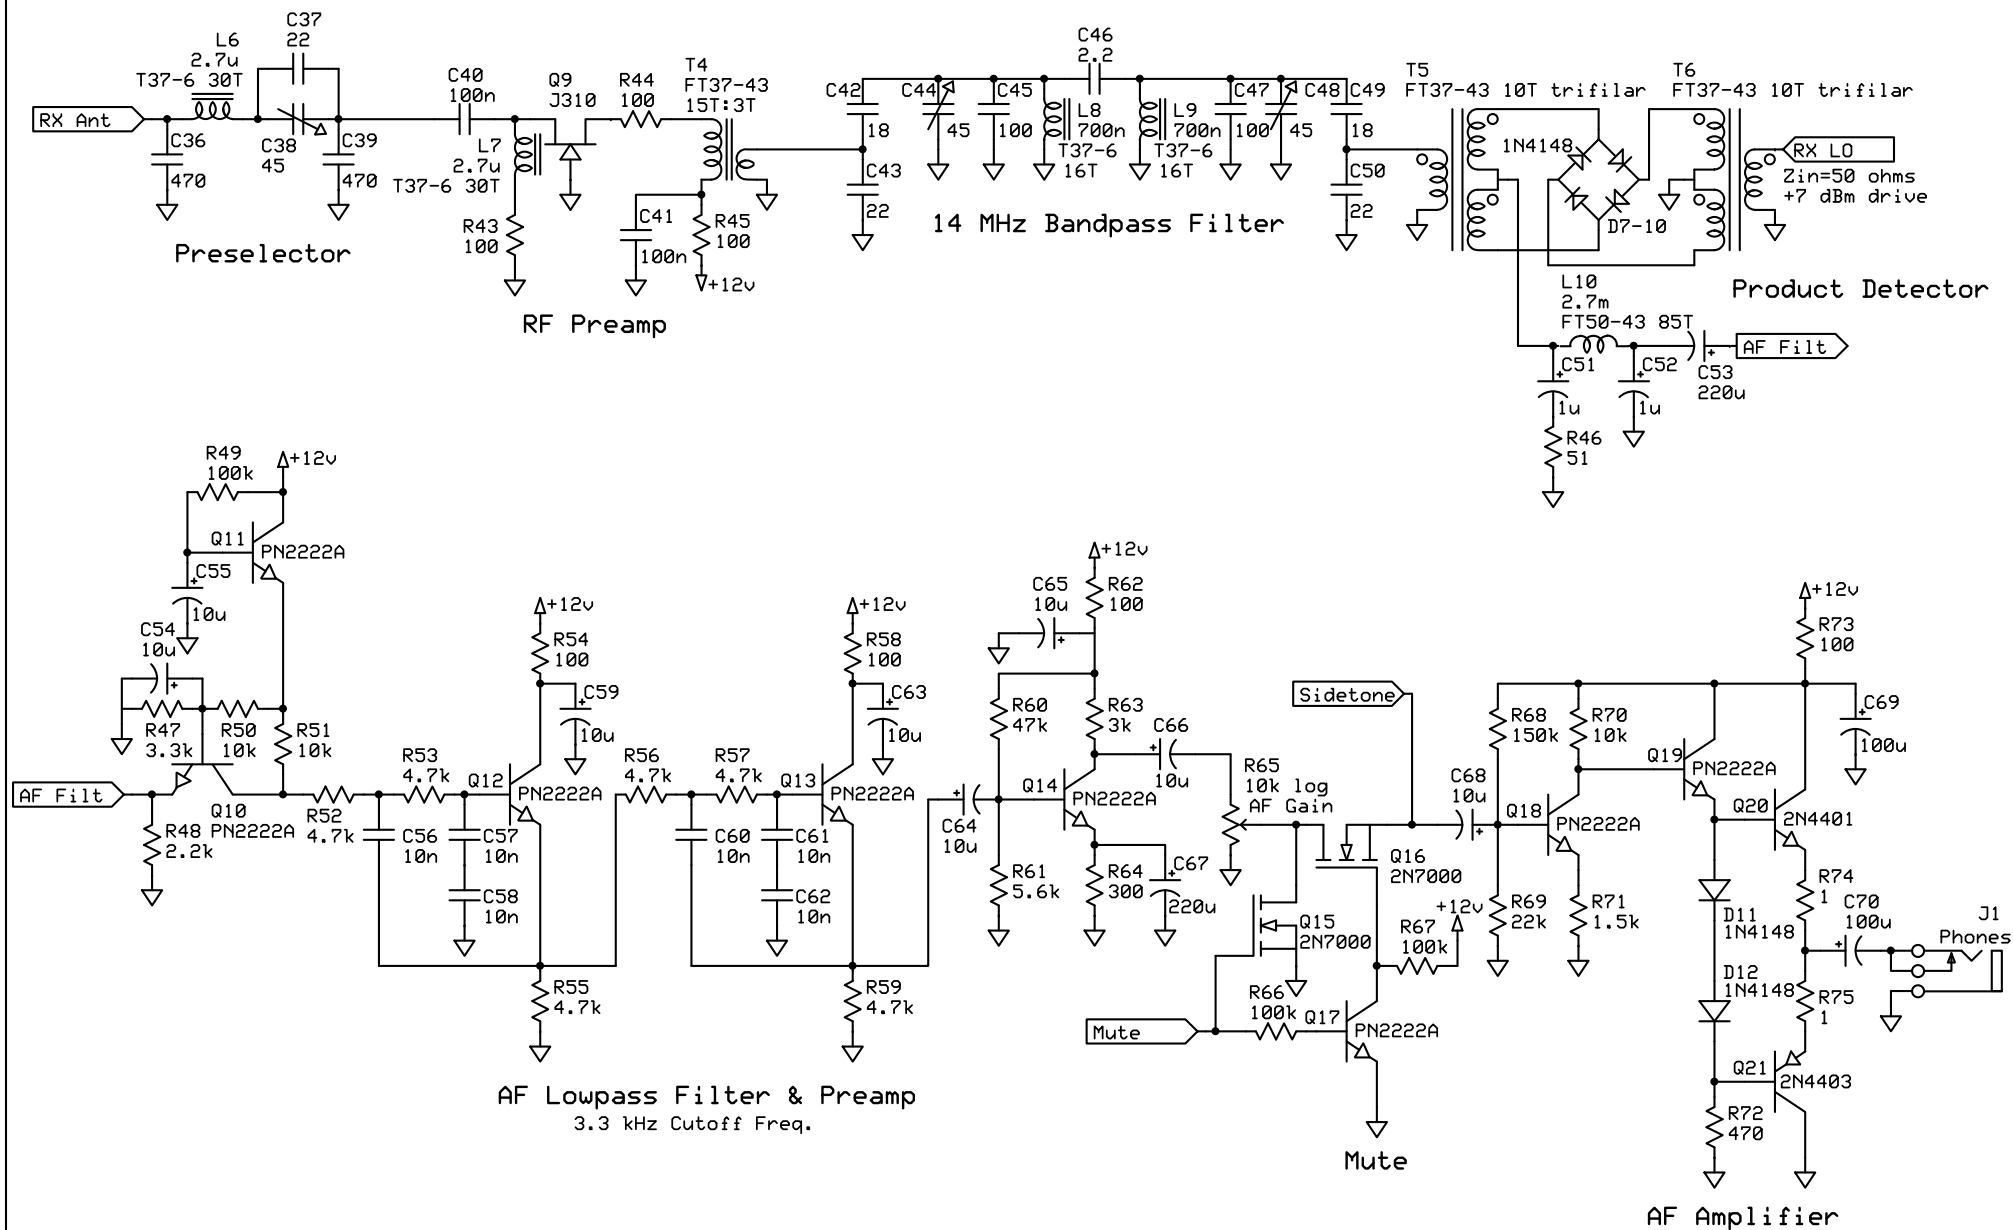 L6
2.7u
T37-6 30T
C37
22
RX Ant
C36
470
C38
45
C39
470
Preselector
C40
100n
L7
2.7u
T37-6 30T
R43
100
Q9
J310
R44
100
T4
FT37-43
15T:3T
C41
100n
R45
100
+12v
RF Preamp
C42
18
C43
22
C44
45
C45
100
L8
700n
T37-6
16T
C46
2.2
L9
700n
T37-6
16T
C47
100
C48
45
C49
18
C50
22
14 MHz Bandpass Filter
T5
FT37-43 10T trifilar
T6
FT37-43 10T trifilar
1N4148
D7-10
RX LO
Zin=50 ohms
+7 dBm drive
Product Detector
L10
2.7m
FT50-43 85T
C51
1u
R46
51
C52
1u
C53
220u
AF Filt
R49
100k
+12v
Q11
PN2222A
C55
10u
C54
10u
R47
3.3k
R50
10k
R51
10k
AF Filt
R48
2.2k
Q10
PN2222A
R52
4.7k
R53
4.7k
C56
10n
C57
10n
C58
10n
Q12
PN2222A
+12v
R54
100
C59
10u
R55
4.7k
R56
4.7k
R57
4.7k
C60
10n
C61
10n
C62
10n
Q13
PN2222A
+12v
R58
100
C63
10u
R59
4.7k
AF Lowpass Filter & Preamp
3.3 kHz Cutoff Freq.
C64
10u
C65
10u
+12v
R62
100
R60
47k
R63
3k
R61
5.6k
Q14
PN2222A
R64
300
C67
220u
C66
10u
R65
10k log
AF Gain
Sidetone
Q16
2N7000
Q15
2N7000
+12v
R67
100k
R66
100k
Mute
Q17
PN2222A
Mute
C68
10u
R68
150k
R69
22k
R70
10k
Q18
PN2222A
R71
1.5k
Q19
PN2222A
+12v
R73
100
C69
100u
Q20
2N4401
D11
1N4148
D12
1N4148
R74
1
R75
1
C70
100u
J1
Phones
Q21
2N4403
R72
470
AF Amplifier